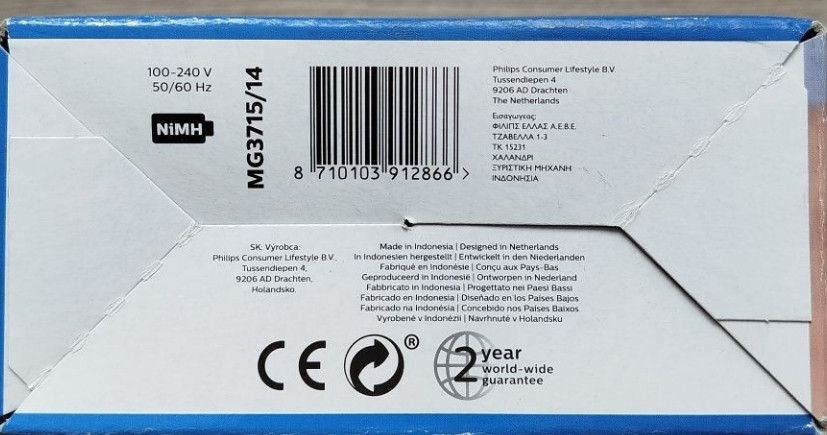 100-240 V
50/60 Hz
NiMH
MG3715/14
8 710103 912866 >
Philips Consumer Lifestyle B.V.
Tussendiepen 4
9206 AD Drachten
The Netherlands
Εισαγωγεας:
ΦΙΛΙΠΣ ΕΛΛΑΣ Α.Ε.Β.Ε.
ΤΖΑΒΕΛΛΑ 1-3
ΤΚ 15231
ΧΑΛΑΝΔΡΙ
ΞΥΡΙΣΤΙΚΗ ΜΗΧΑΝΗ
ΙΝΔΟΝΗΣΙΑ
SK: Výrobca:
Philips Consumer Lifestyle B.V.
Tussendiepen 4,
9206 AD Drachten,
Holandsko.
Made in Indonesia | Designed in Netherlands
In Indonesien hergestellt | Entwickelt in den Niederlanden
Fabriqué en Indonésie | Conçu aux Pays-Bas
Geproduceerd in Indonesië | Ontworpen in Nederland
Fabbricato in Indonesia | Progettato nei Paesi Bassi
Fabricado en Indonesia | Diseñado en los Países Bajos
Fabricado na Indonésia | Concebido nos Países Baixos
Vyrobené v Indonézii | Navrhnuté v Holandsku
CE
®
2 year
world-wide
guarantee